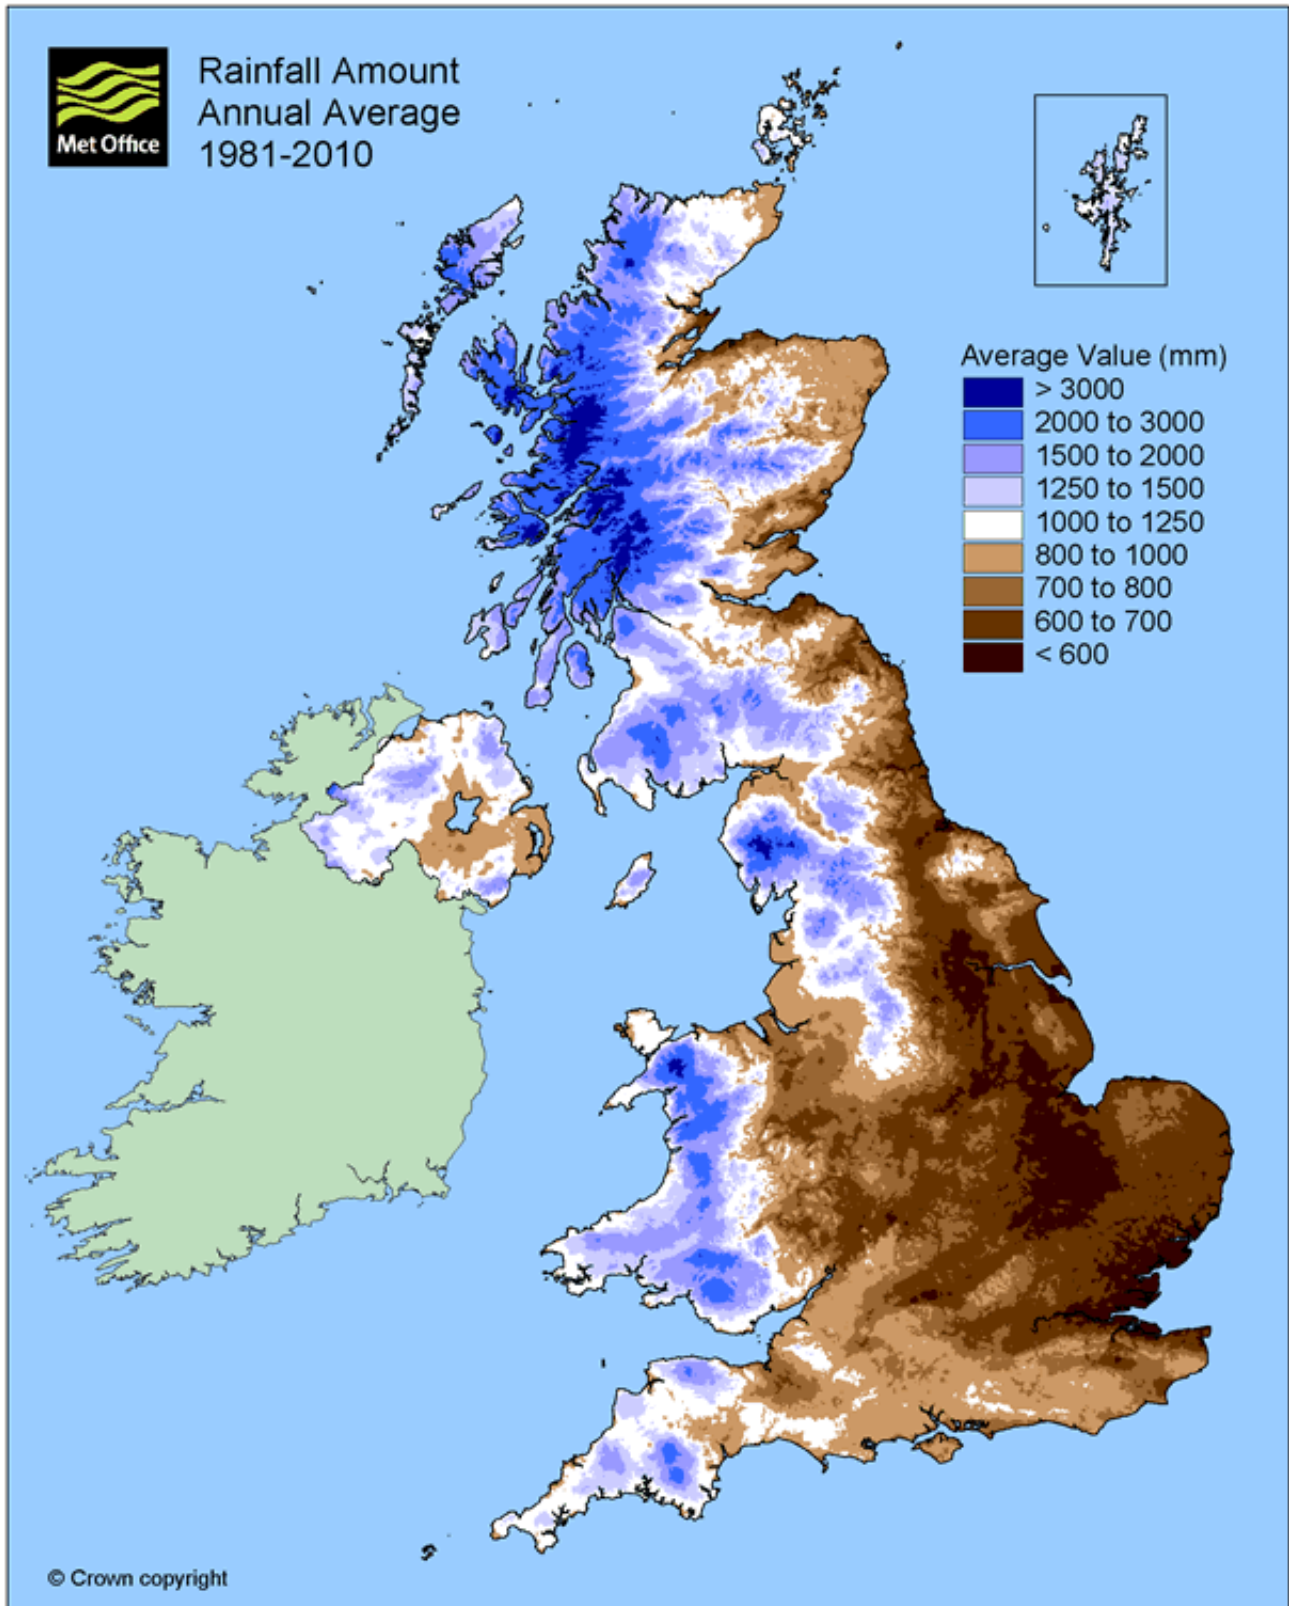 Met Office
Rainfall Amount
Annual Average
1981-2010
Average Value (mm)
> 3000
2000 to 3000
1500 to 2000
1250 to 1500
1000 to 1250
800 to 1000
700 to 800
600 to 700
< 600
© Crown copyright